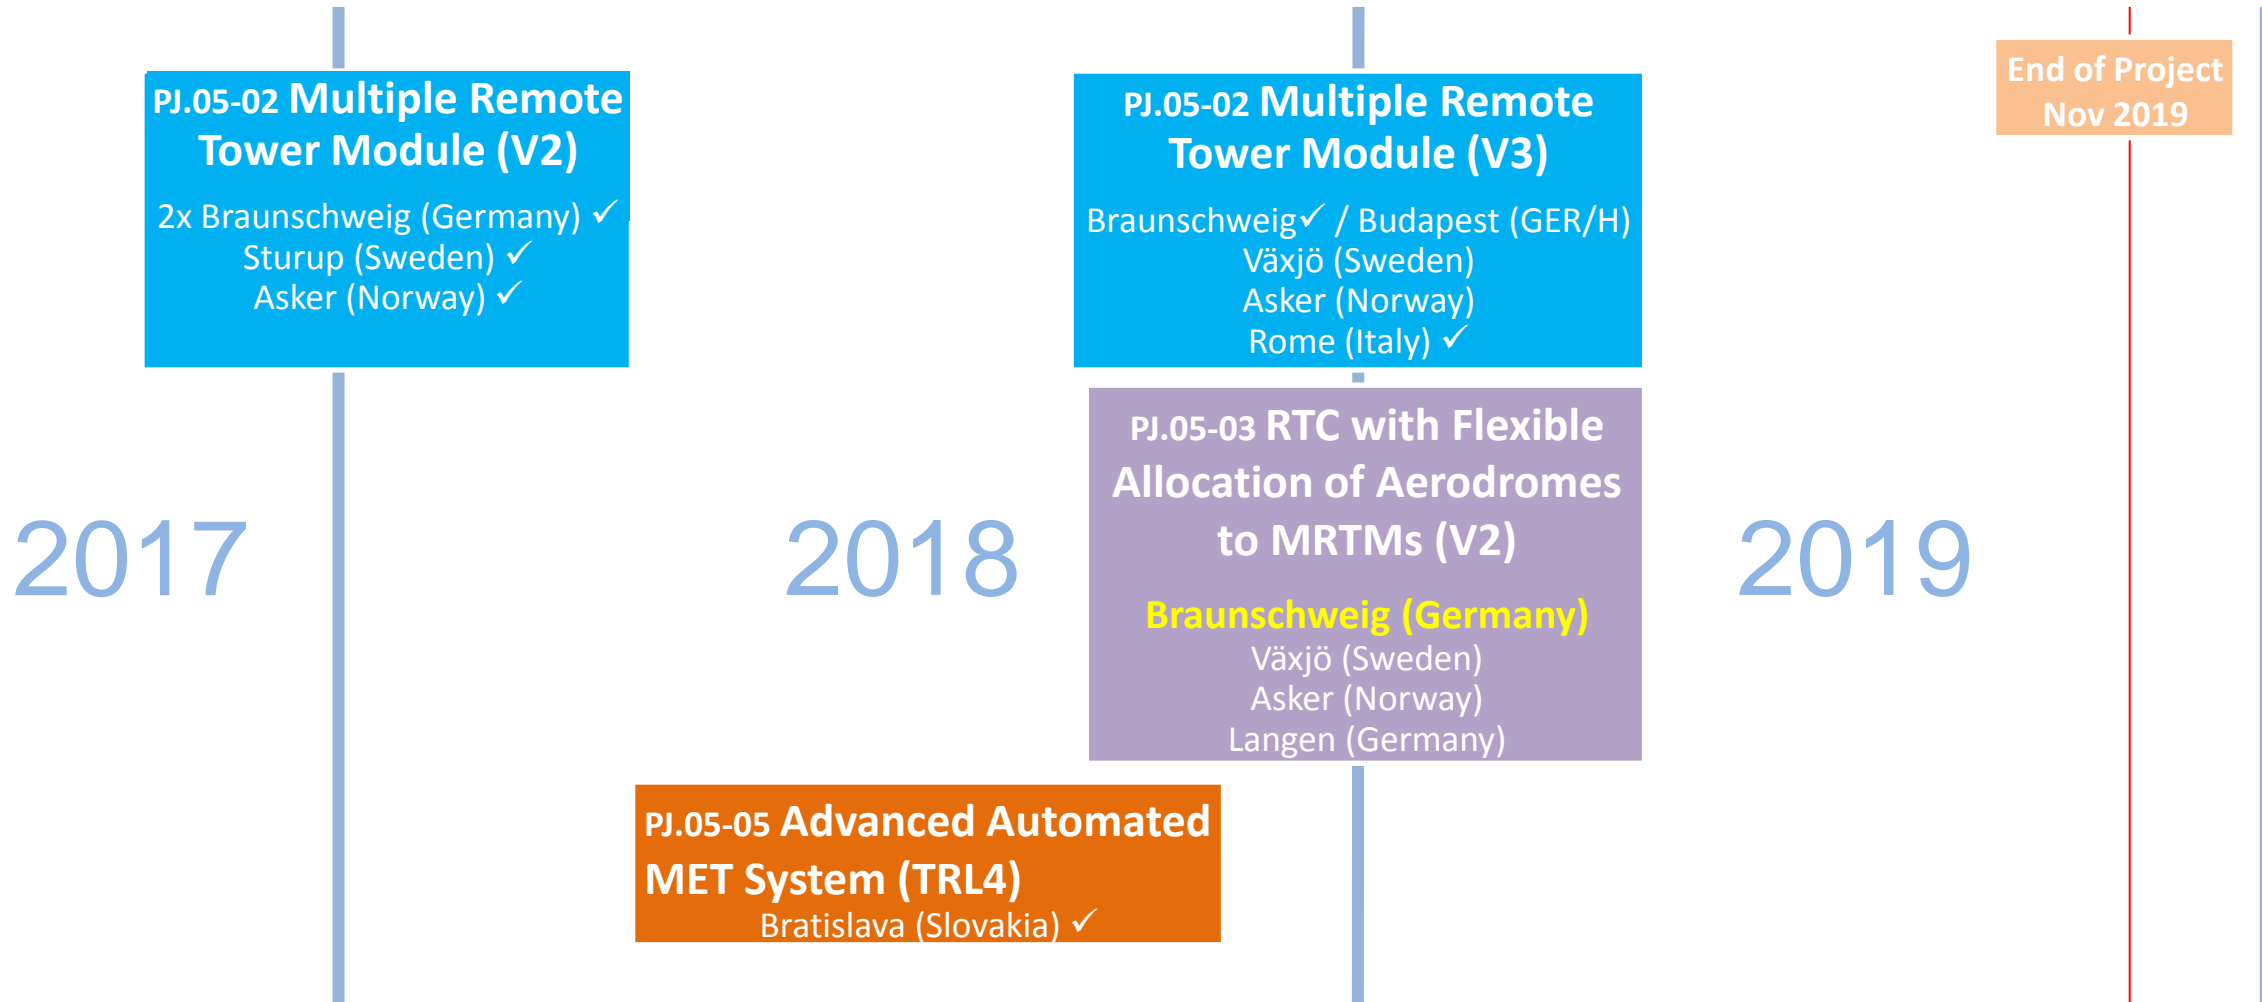 PJ.05-02 Multiple Remote
Tower Module (V2)
2x Braunschweig (Germany) ✓
Sturup (Sweden) ✓
Asker (Norway) ✓
PJ.05-02 Multiple Remote
Tower Module (V3)
Braunschweig✓ / Budapest (GER/H)
Växjö (Sweden)
Asker (Norway)
Rome (Italy) ✓
End of Project
Nov 2019
PJ.05-03 RTC with Flexible
Allocation of Aerodromes
to MRTMs (V2)
Braunschweig (Germany)
Växjö (Sweden)
Asker (Norway)
Langen (Germany)
2017
2018
2019
PJ.05-05 Advanced Automated
MET System (TRL4)
Bratislava (Slovakia) ✓